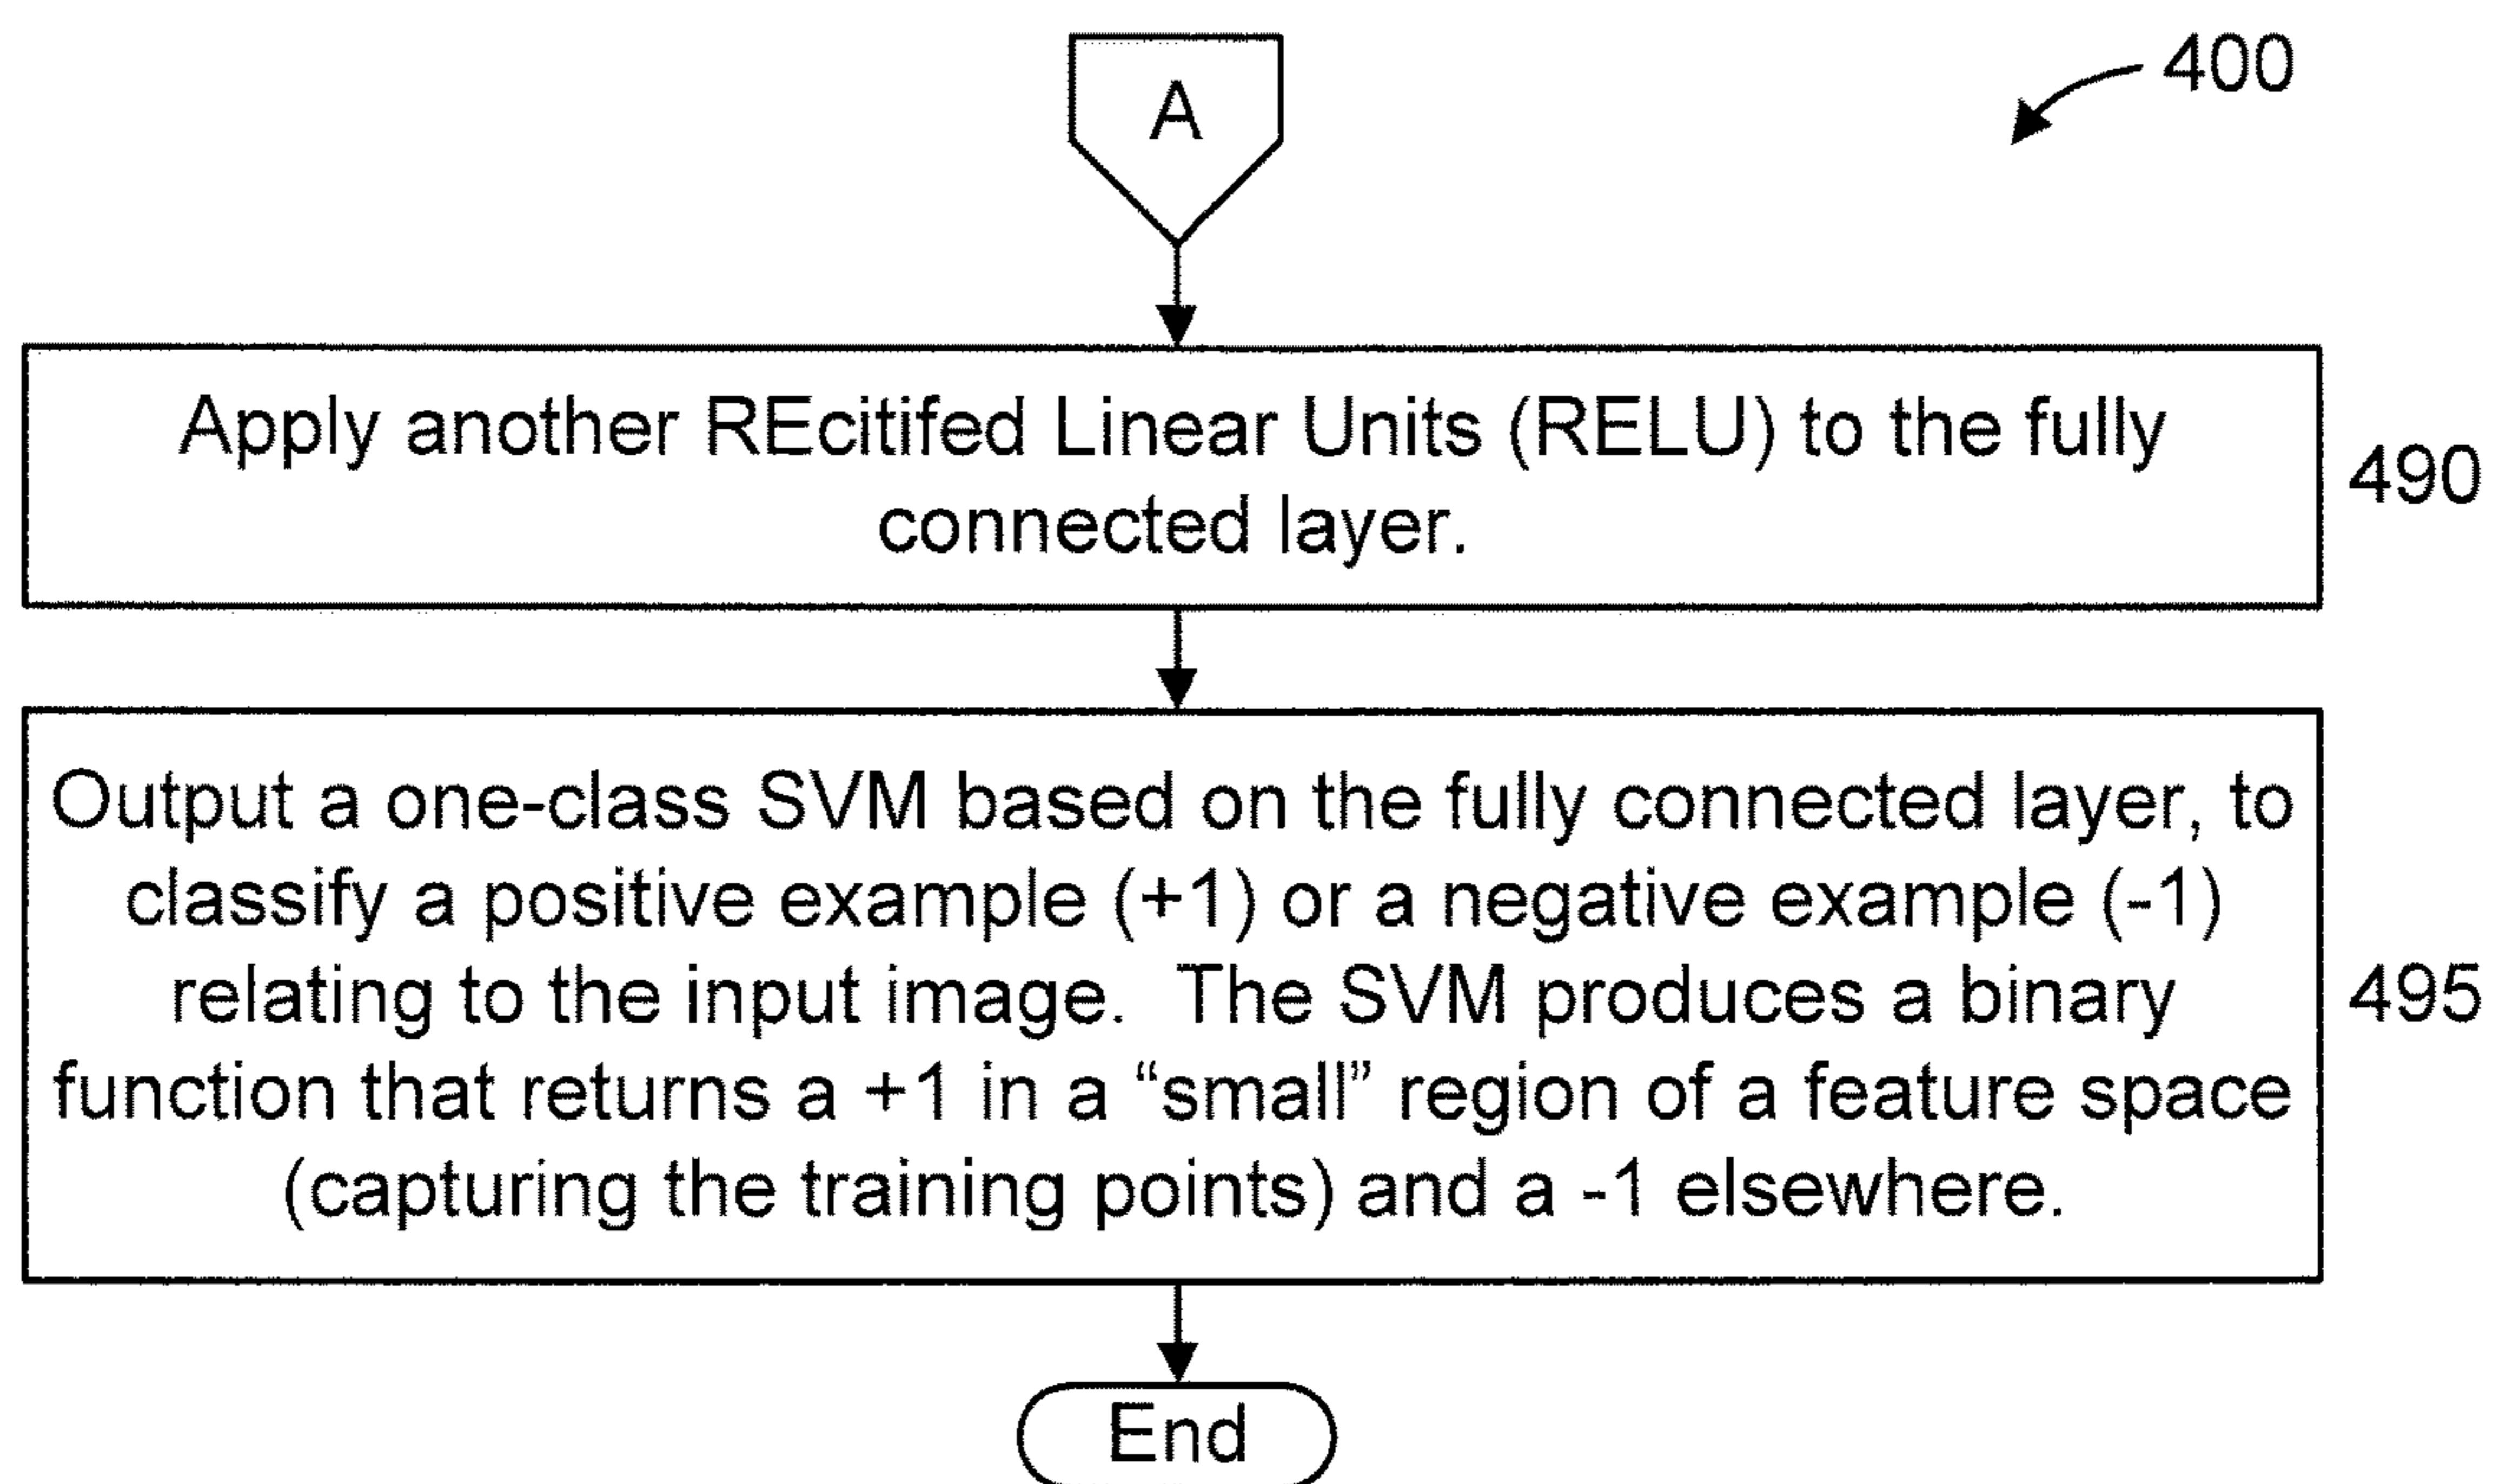 A
400
Apply another REcitifed Linear Units (RELU) to the fully
connected layer.
490
Output a one-class SVM based on the fully connected layer, to
classify a positive example (+1) or a negative example (-1)
relating to the input image. The SVM produces a binary
function that returns a +1 in a “small” region of a feature space
(capturing the training points) and a -1 elsewhere.
495
End